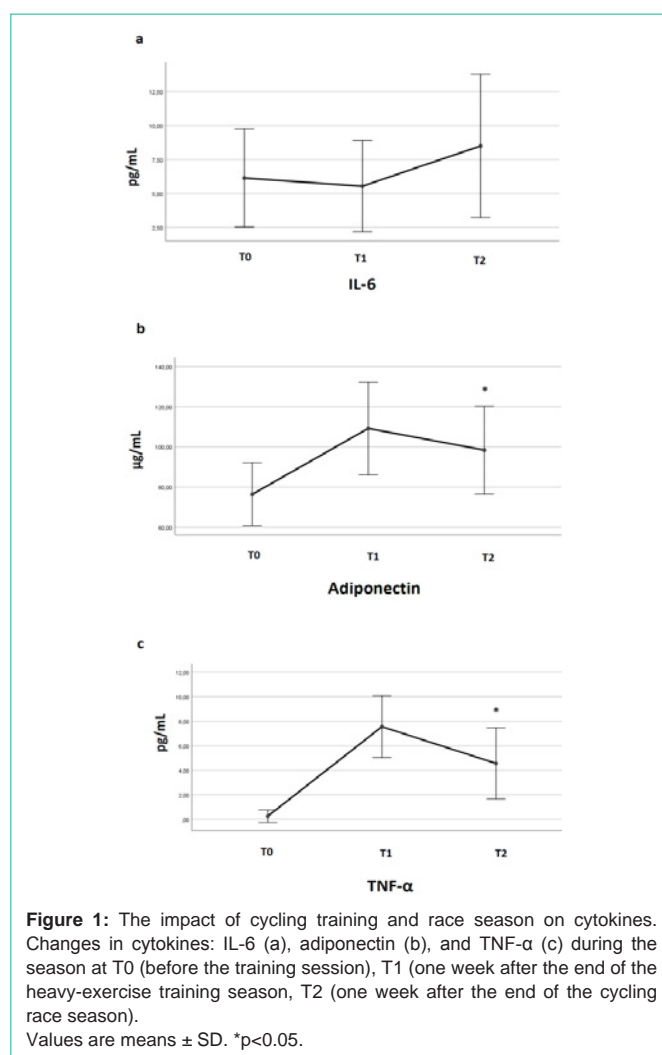 a
12,50
10,00
7,50
5,00
2,50
pg/mL
T0 T1 T2
IL-6
b
140,00
120,00
100,00
80,00
60,00
µg/mL
*
T0 T1 T2
Adiponectin
c
12,00
10,00
8,00
6,00
4,00
2,00
,00
pg/mL
*
T0 T1 T2
TNF-α
Figure 1: The impact of cycling training and race season on cytokines.
Changes in cytokines: IL-6 (a), adiponectin (b), and TNF-α (c) during the
season at T0 (before the training session), T1 (one week after the end of the
heavy-exercise training season, T2 (one week after the end of the cycling
race season).
Values are means ± SD. *p<0.05.